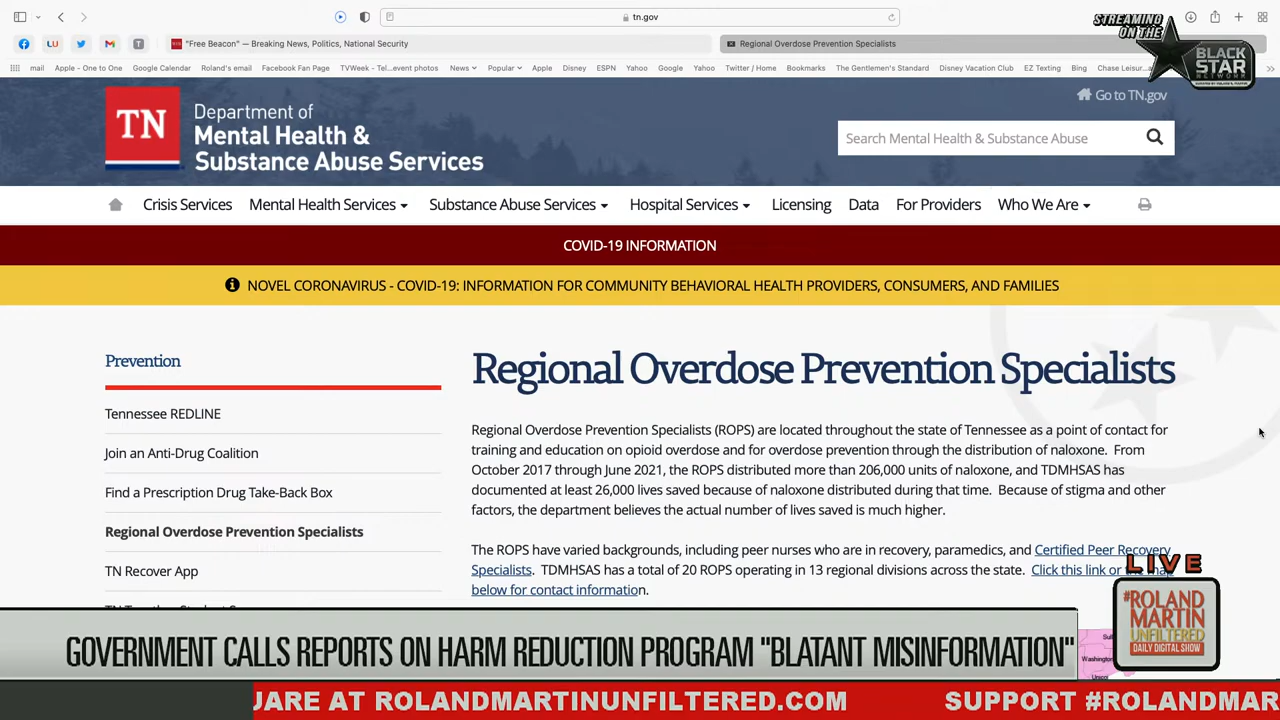 tn.gov
STREAMING
ON THE
BLACK
STAR
NETWORK
"Free Beacon" — Breaking News, Politics, National Security
Regional Overdose Prevention Specialists
mail
Apple - One to One
Google Calendar
Roland's email
Facebook Fan Page
TVWeek - Tel...event photos
News
Popular
Apple
Disney
ESPN
Yahoo
Google
Yahoo
Twitter / Home
Bookmarks
The Gentlemen's Standard
Disney Vacation Club
EZ Texting
Bing
Chase Leisur...
TN
Department of
Mental Health &
Substance Abuse Services
Go to TN.gov
Search Mental Health & Substance Abuse
Crisis Services
Mental Health Services
Substance Abuse Services
Hospital Services
Licensing
Data
For Providers
Who We Are
COVID-19 INFORMATION
NOVEL CORONAVIRUS - COVID-19: INFORMATION FOR COMMUNITY BEHAVIORAL HEALTH PROVIDERS, CONSUMERS, AND FAMILIES
Prevention
Tennessee REDLINE
Join an Anti-Drug Coalition
Find a Prescription Drug Take-Back Box
Regional Overdose Prevention Specialists
TN Recover App
Regional Overdose Prevention Specialists
Regional Overdose Prevention Specialists (ROPS) are located throughout the state of Tennessee as a point of contact for
training and education on opioid overdose and for overdose prevention through the distribution of naloxone.  From
October 2017 through June 2021, the ROPS distributed more than 206,000 units of naloxone, and TDMHSAS has
documented at least 26,000 lives saved because of naloxone distributed during that time.  Because of stigma and other
factors, the department believes the actual number of lives saved is much higher.
The ROPS have varied backgrounds, including peer nurses who are in recovery, paramedics, and Certified Peer Recovery
Specialists.  TDMHSAS has a total of 20 ROPS operating in 13 regional divisions across the state.  Click this link or the map
below for contact information.
LIVE
#ROLAND
MARTIN
UNFILTERED
DAILY DIGITAL SHOW
GOVERNMENT CALLS REPORTS ON HARM REDUCTION PROGRAM "BLATANT MISINFORMATION"
UARE AT ROLANDMARTINUNFILTERED.COM
SUPPORT #ROLANDMAR